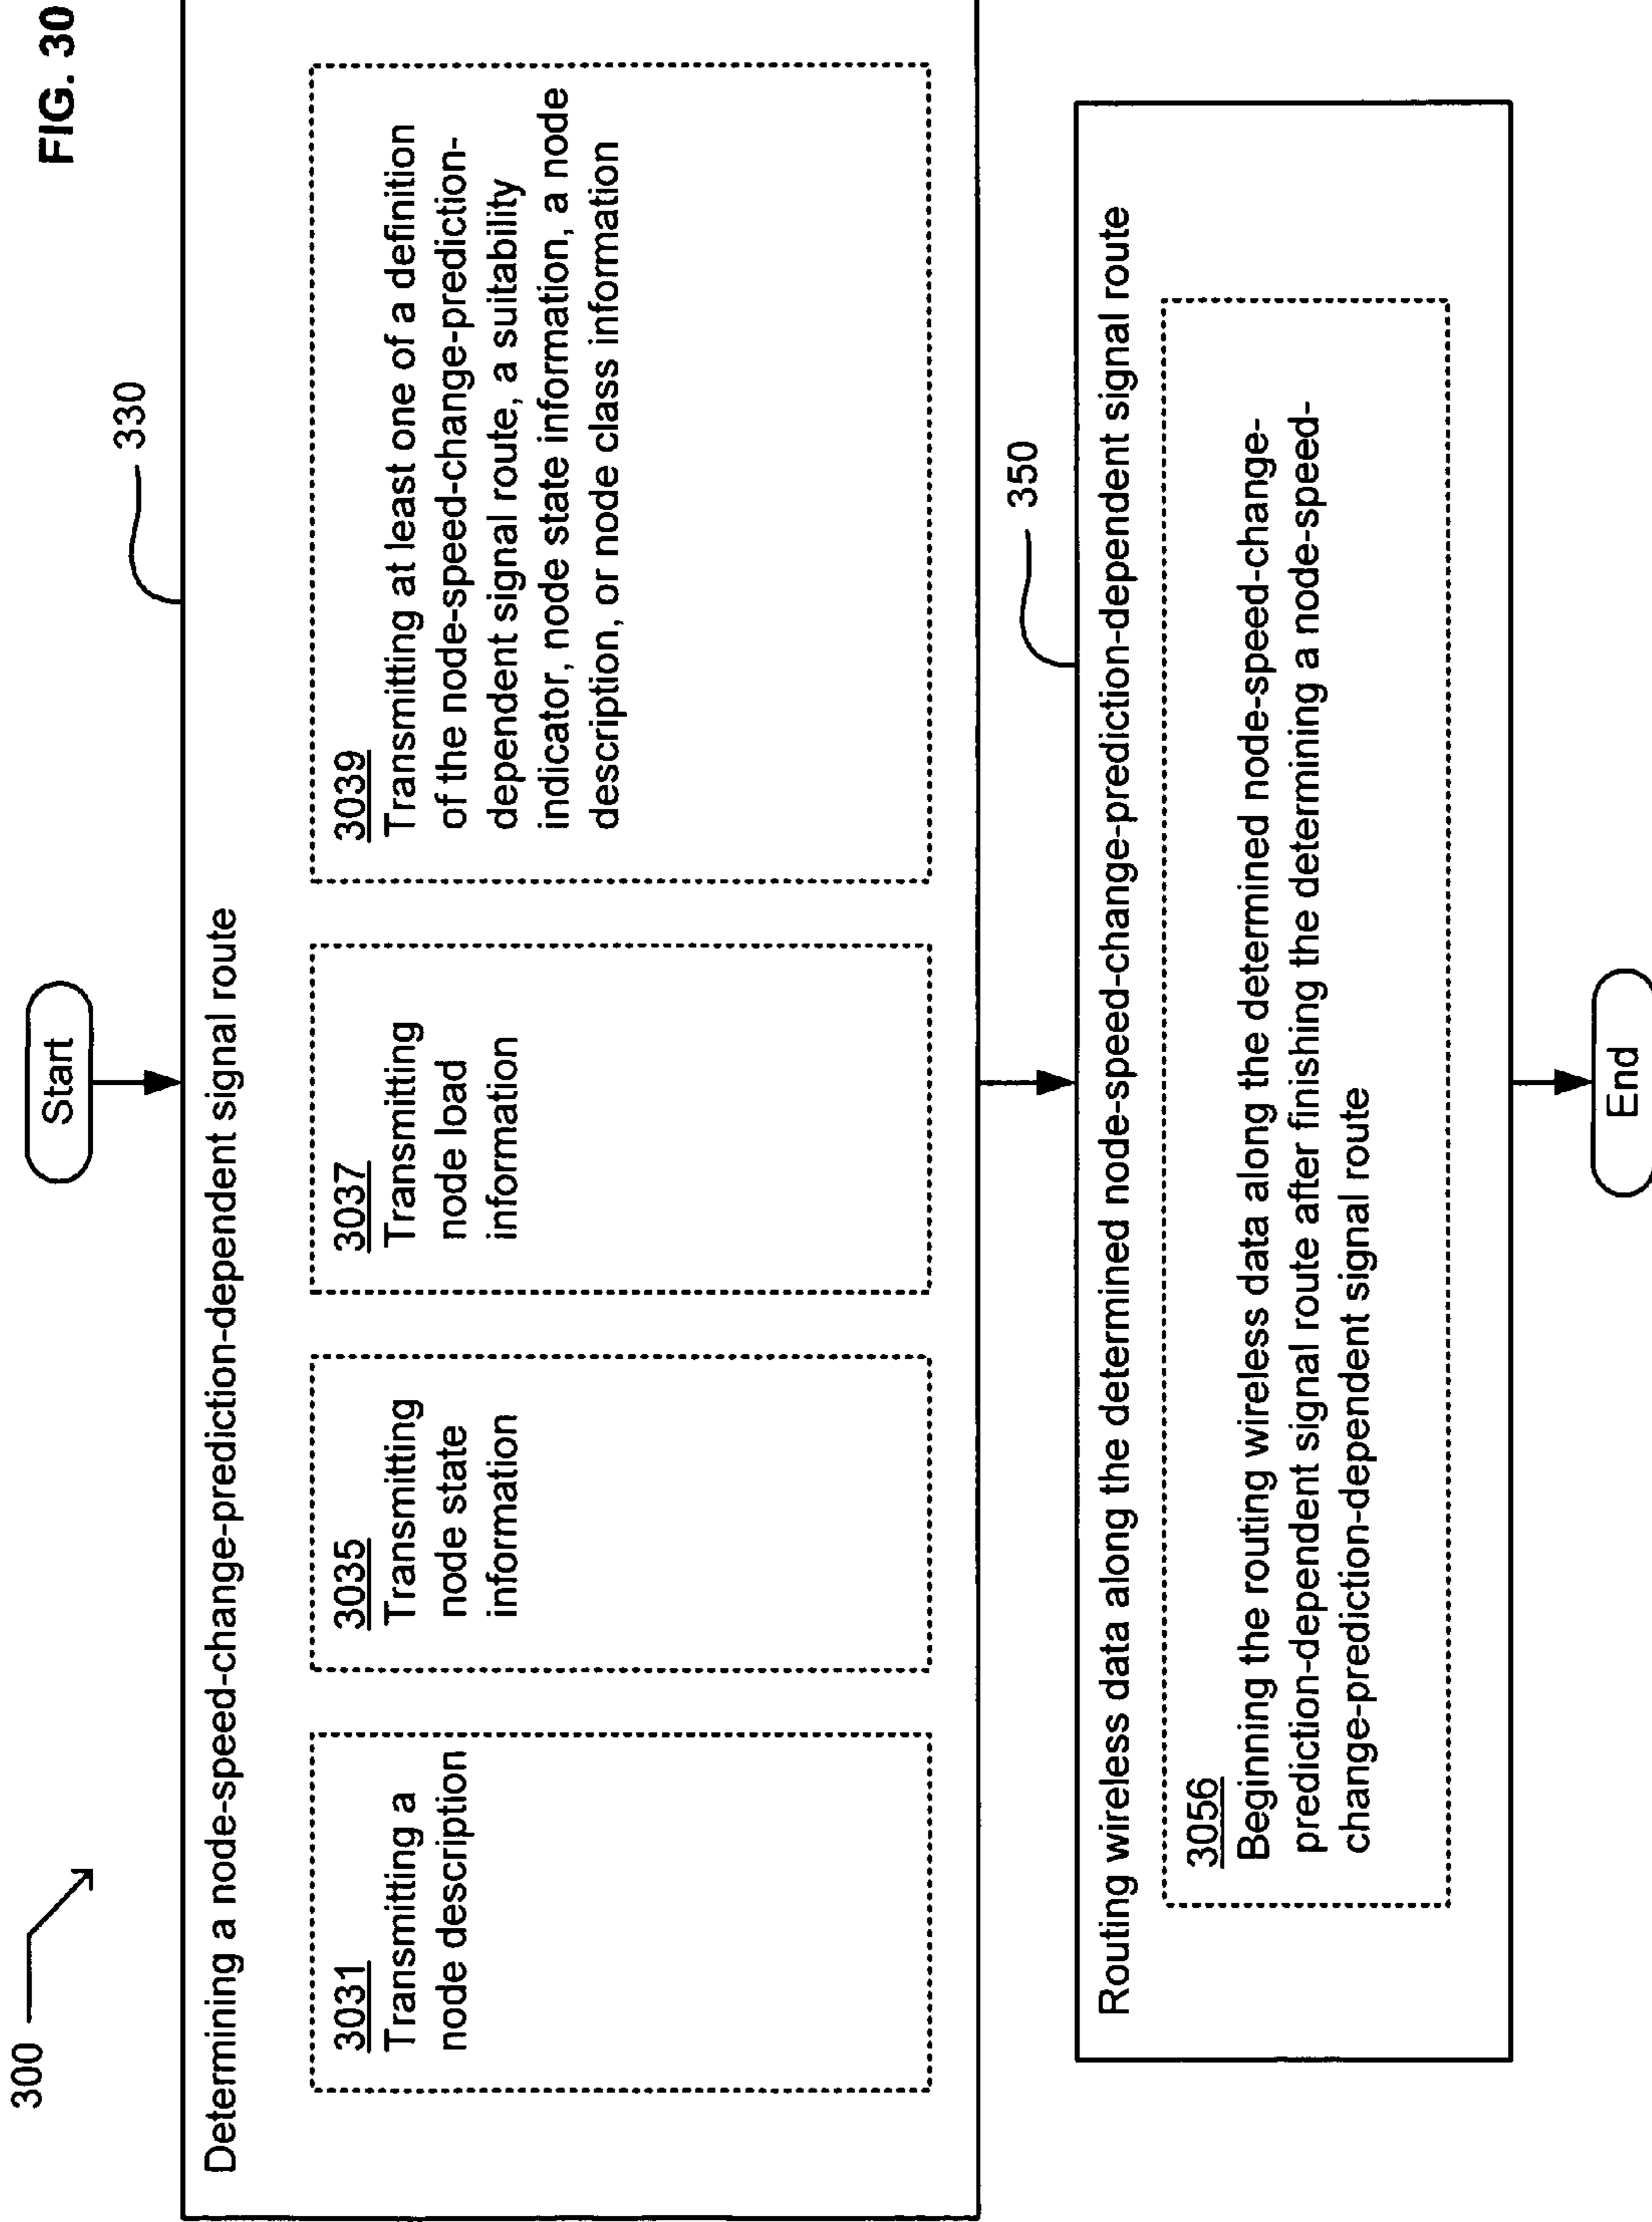 FIG. 30
300
Start
330
Determining a node-speed-change-change-prediction-dependent signal route
3031
Transmitting a
node description
3035
Transmitting
node state
information
3037
Transmitting
node load
information
3039
Transmitting at least one of a definition
of the node-speed-change-prediction-
dependent signal route, a suitability
indicator, node state information, a node
description, or node class information
350
Routing wireless data along the determined node-speed-change-prediction-dependent signal route
3056
Beginning the routing wireless data along the determined node-speed-change-
prediction-dependent signal route after finishing the determining a node-speed-
change-prediction-dependent signal route
End